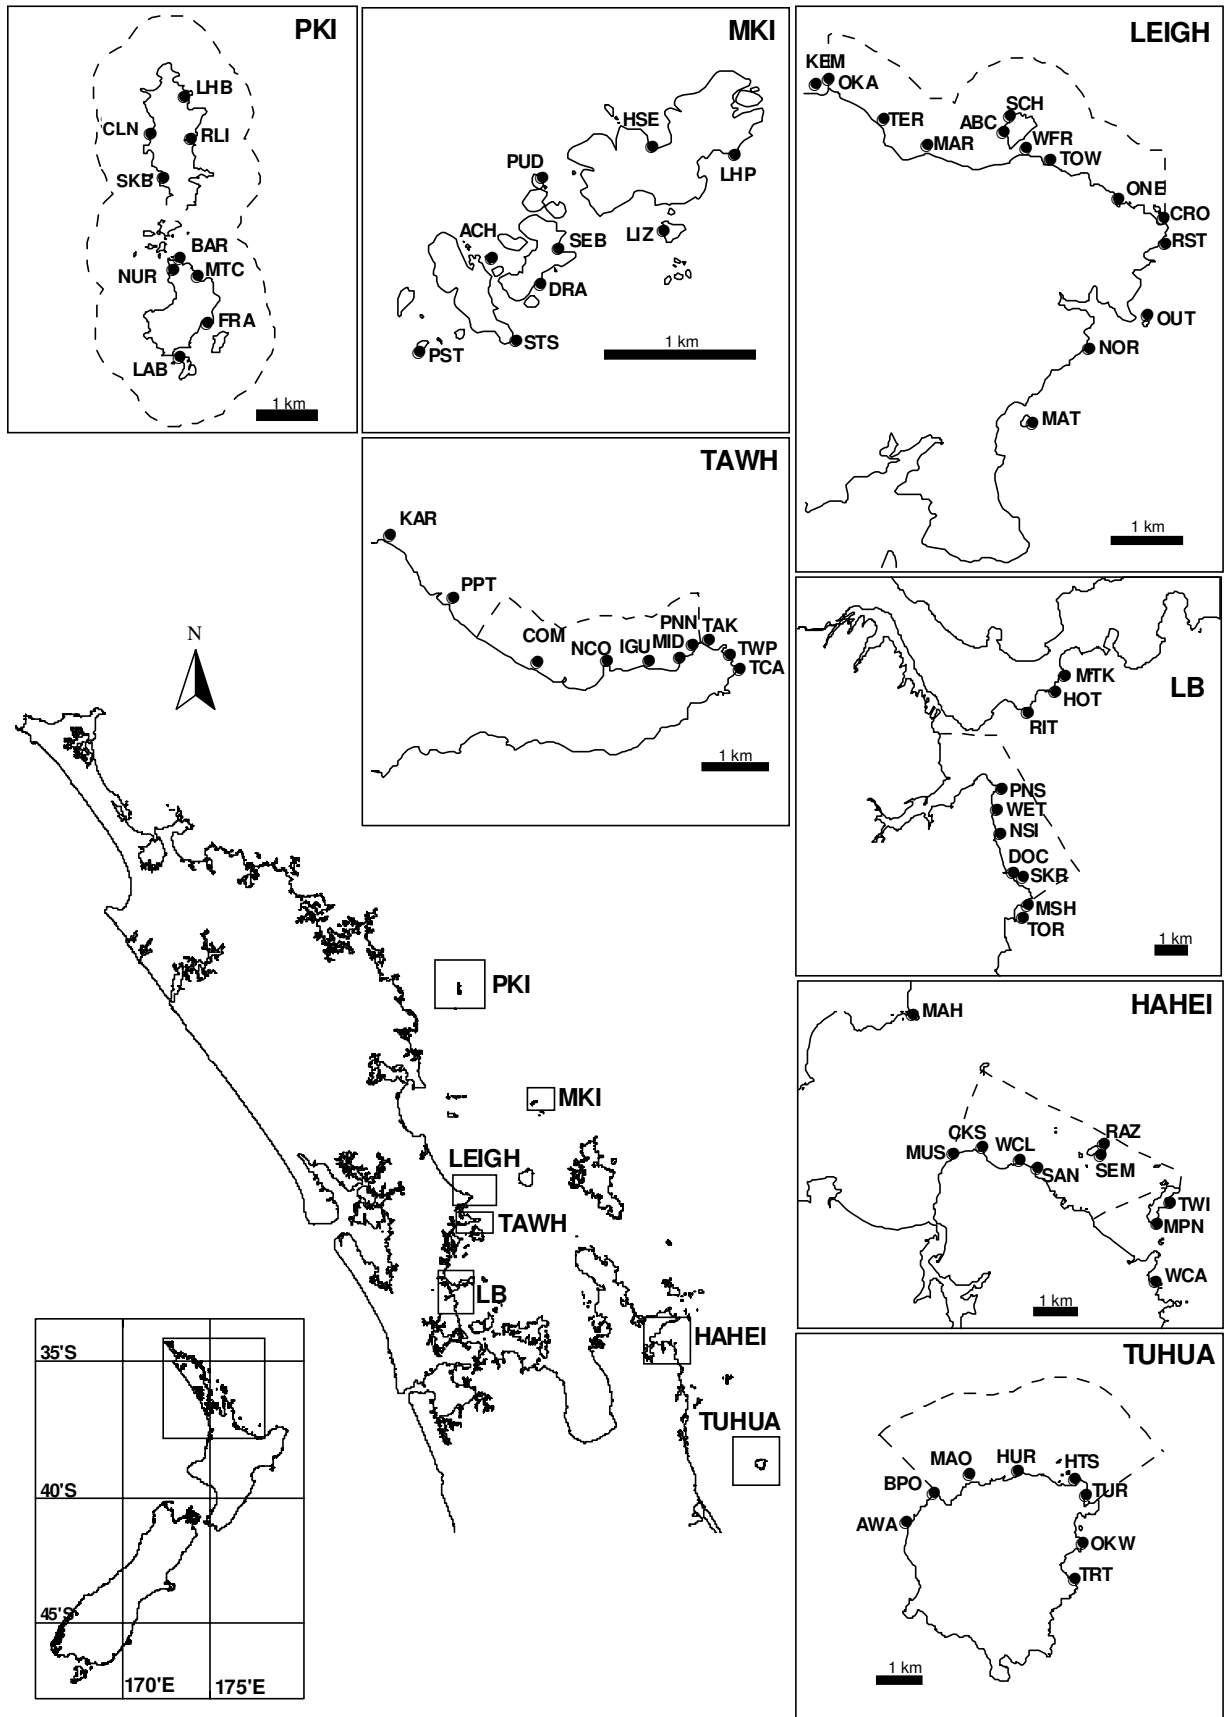 PKI
LHB
CLN
RLI
SKB
BAR
NUR
MTC
FRA
LAB
1 km
MKI
HSE
LHP
PUD
LIZ
ACH
SEB
DRA
STS
PST
1 km
LEIGH
KEM
OKA
TER
MAR
SCH
ABC
WFR
TOW
ONE
CRO
RST
OUT
NOR
MAT
1 km
TAWH
KAR
PPT
COM
NCO
IGU
MID
PNN
TAK
TWP
TCA
1 km
LB
MTK
HOT
RIT
PNS
WET
NSI
DOC
SKR
MSH
TOR
1 km
HAHEI
MAH
CKS
MUS
WCL
SAN
RAZ
SEM
TWI
MPN
WCA
1 km
TUHUA
MAO
HUR
HTS
BPO
TUR
AWA
OKW
TRT
1 km
N
PKI
MKI
LEIGH
TAWH
LB
HAHEI
TUHUA
35'S
40'S
45'S
170'E
175'E